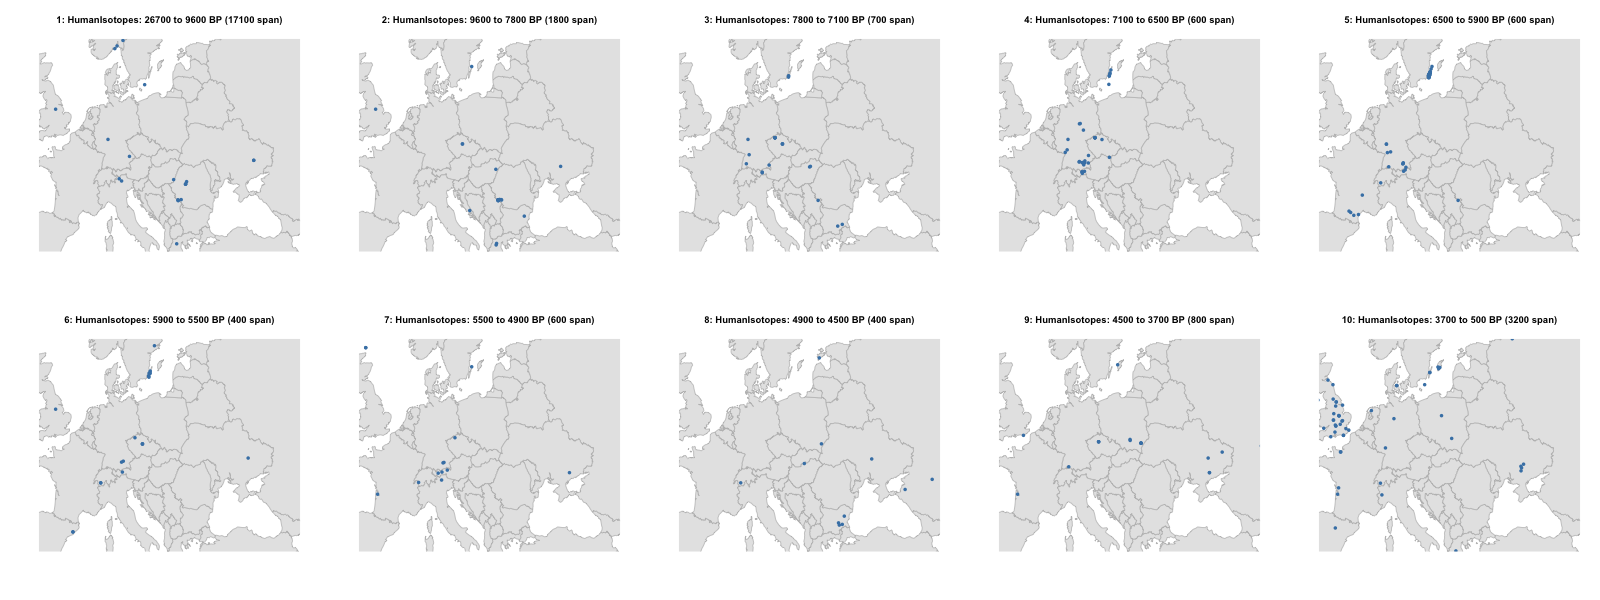 1: HumanIsotopes: 26700 to 9600 BP (17100 span)
2: HumanIsotopes: 9600 to 7800 BP (1800 span)
3: HumanIsotopes: 7800 to 7100 BP (700 span)
4: HumanIsotopes: 7100 to 6500 BP (600 span)
5: HumanIsotopes: 6500 to 5900 BP (600 span)
6: HumanIsotopes: 5900 to 5500 BP (400 span)
7: HumanIsotopes: 5500 to 4900 BP (600 span)
8: HumanIsotopes: 4900 to 4500 BP (400 span)
9: HumanIsotopes: 4500 to 3700 BP (800 span)
10: HumanIsotopes: 3700 to 500 BP (3200 span)